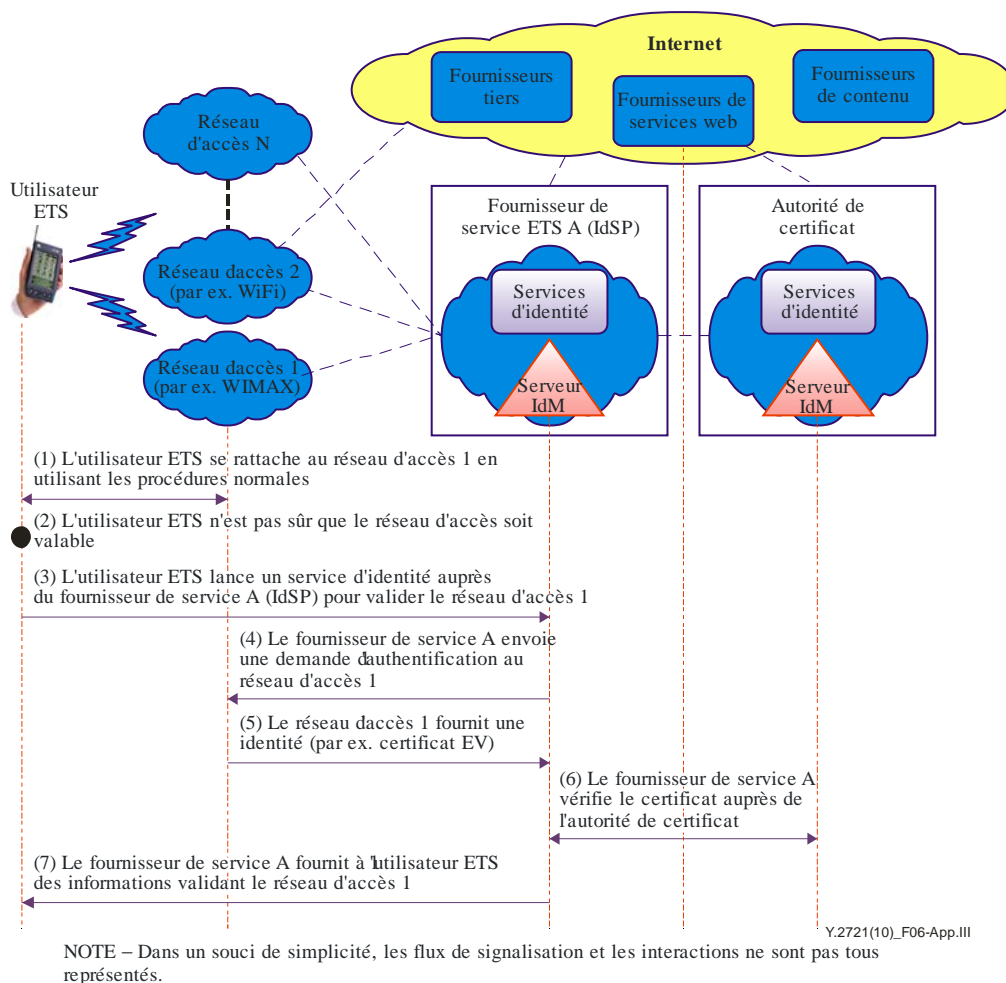 Internet
Fournisseurs
tiers
Fournisseurs de
services web
Fournisseurs
de contenu
Réseau
d'accès N
Utilisateur
ETS
Réseau daccès 2
(par ex. WiFi)
Réseau daccès 1
(par ex. WIMAX)
Fournisseur de
service ETS A (IdSP)
Services
d'identité
Serveur
IdM
Autorité de
certificat
Services
d'identité
Serveur
IdM
(1) L'utilisateur ETS se rattache au réseau d'accès 1 en
utilisant les procédures normales
(2) L'utilisateur ETS n'est pas sûr que le réseau d'accès soit
valable
(3) L'utilisateur ETS lance un service d'identité auprès
du fournisseur de service A (IdSP) pour valider le réseau d'accès 1
(4) Le fournisseur de service A envoie
une demande d'authentification au
réseau d'accès 1
(5) Le réseau daccès 1 fournit une
identité (par ex. certificat EV)
(6) Le fournisseur de service A
vérifie le certificat auprès de
l'autorité de certificat
(7) Le fournisseur de service A fournit à l'utilisateur ETS
des informations validant le réseau d'accès 1
Y.2721(10)_F06-App.III
NOTE – Dans un souci de simplicité, les flux de signalisation et les interactions ne sont pas tous
représentés.